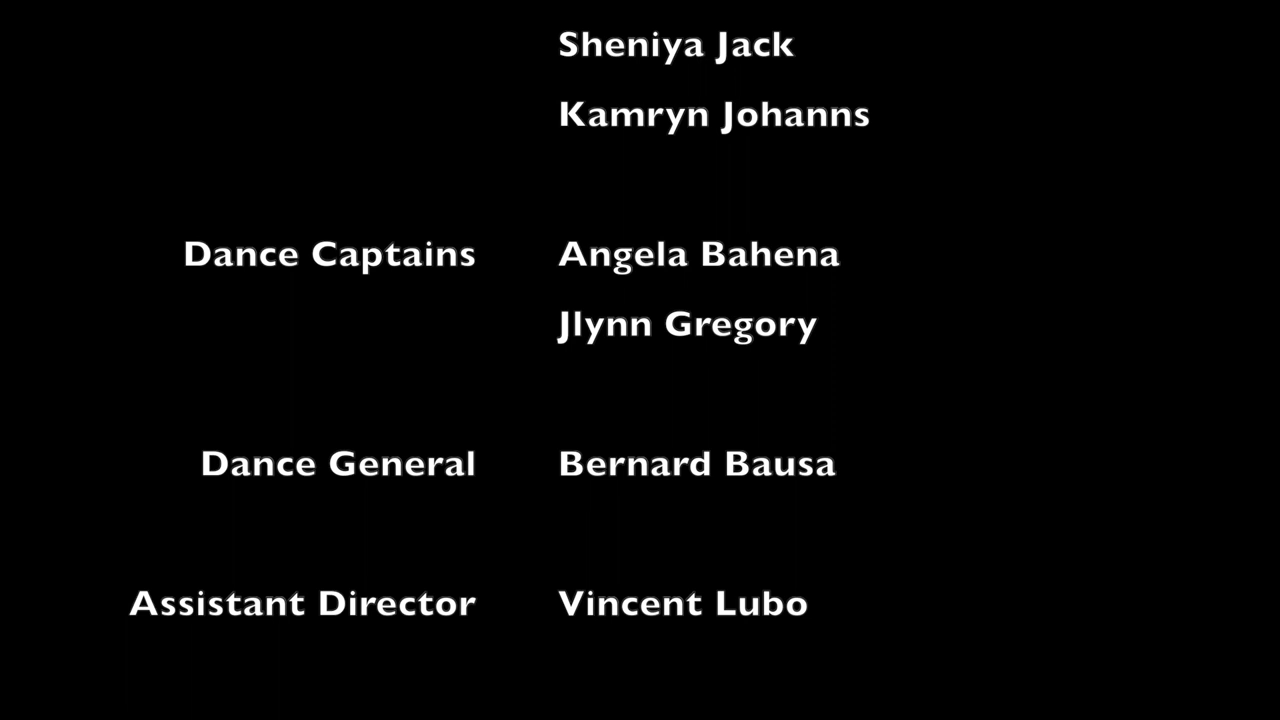 Sheniya Jack
Kamryn Johanns
Dance Captains Angela Bahena
Jlynn Gregory
Dance General Bernard Bausa
Assistant Director Vincent Lubo